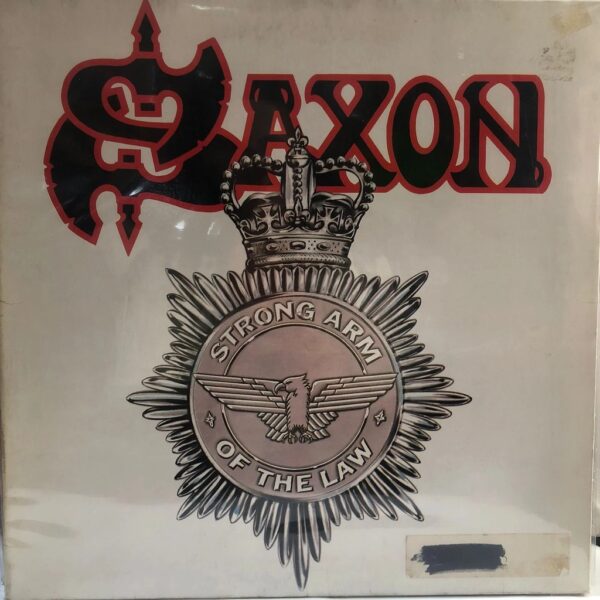 SAXON
STRONG ARM
OF THE LAW